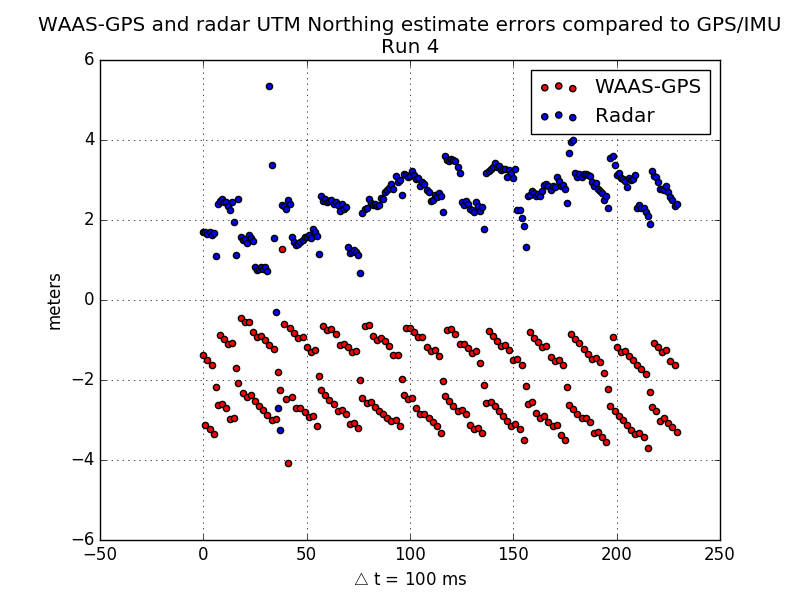 WAAS-GPS and radar UTM Northing estimate errors compared to GPS/IMU
Run 4
WAAS-GPS
Radar
6
4
2
0
−2
−4
−6
meters
−50
0
50
100
150
200
250
△ t = 100 ms